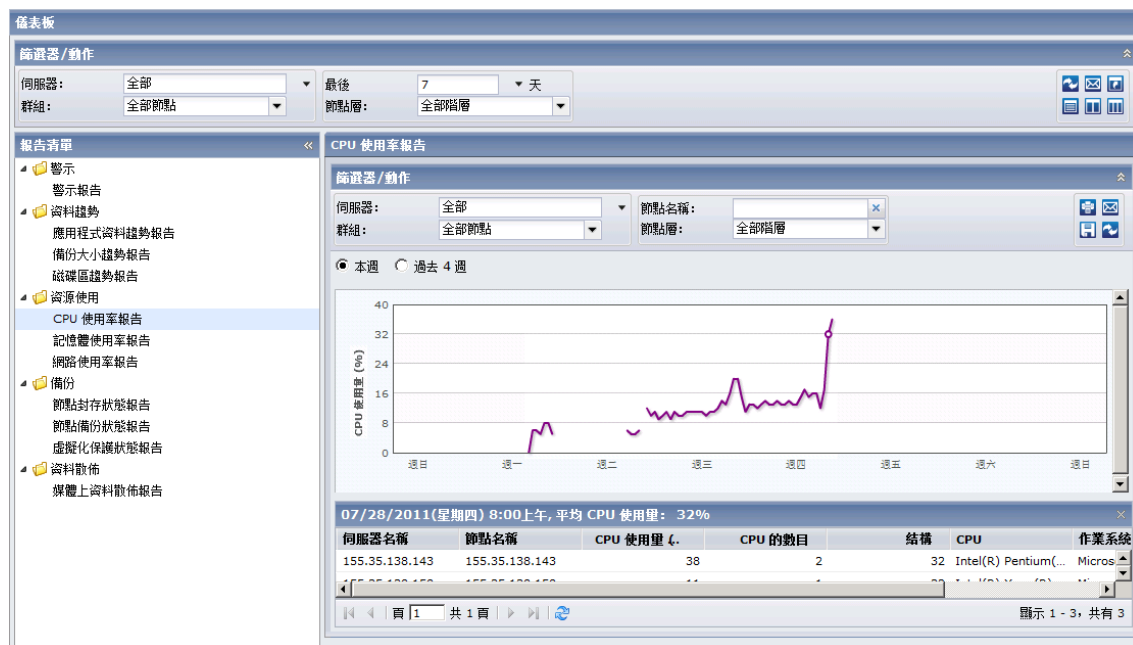 儀表板
篩選器/動作
伺服器: 全部 最後 7 天
群組: 全部節點 節點層: 全部階層
報告清單
警示
警示報告
資料趨勢
應用程式資料趨勢報告
備份大小趨勢報告
磁碟區趨勢報告
資源使用
CPU 使用率報告
記憶體使用率報告
網路使用率報告
備份
節點封存狀態報告
節點備份狀態報告
虛擬化保護狀態報告
資料散佈
媒體上資料散佈報告
CPU 使用率報告
篩選器/動作
伺服器: 全部 節點名稱:
群組: 全部節點 節點層: 全部階層
本週 過去 4 週
CPU 使用量 (%)
40
32
24
16
8
0
週日 週一 週二 週三 週四 週五 週六 週日
07/28/2011(星期四) 8:00上午, 平均 CPU 使用量: 32%
伺服器名稱 節點名稱 CPU 使用量 CPU 的數目 結構 CPU 作業系統
155.35.138.143 155.35.138.143 38 2 32 Intel(R) Pentium(... Micros
頁 1 共 1 頁 顯示 1 - 3，共有 3